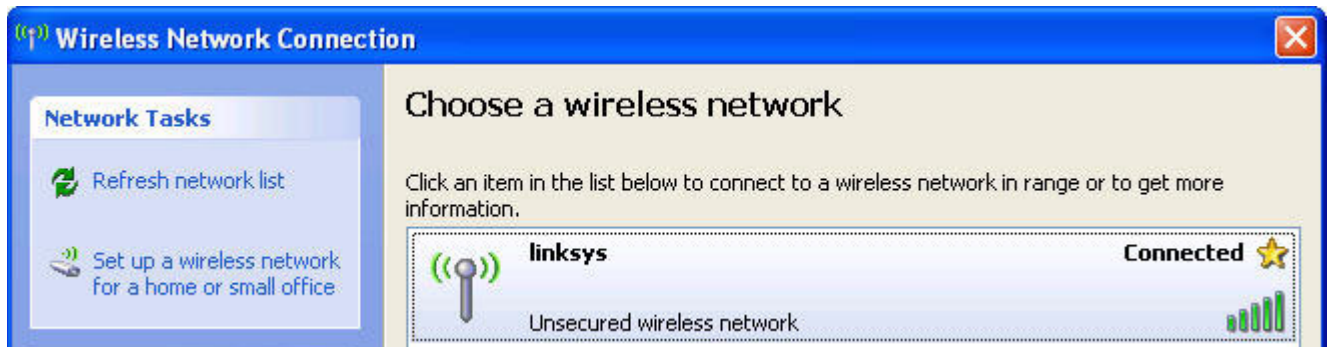 Wireless Network Connection
Network Tasks
Refresh network list
Set up a wireless network
for a home or small office
Choose a wireless network
Click an item in the list below to connect to a wireless network in range or to get more
information.
linksys
Connected
Unsecured wireless network